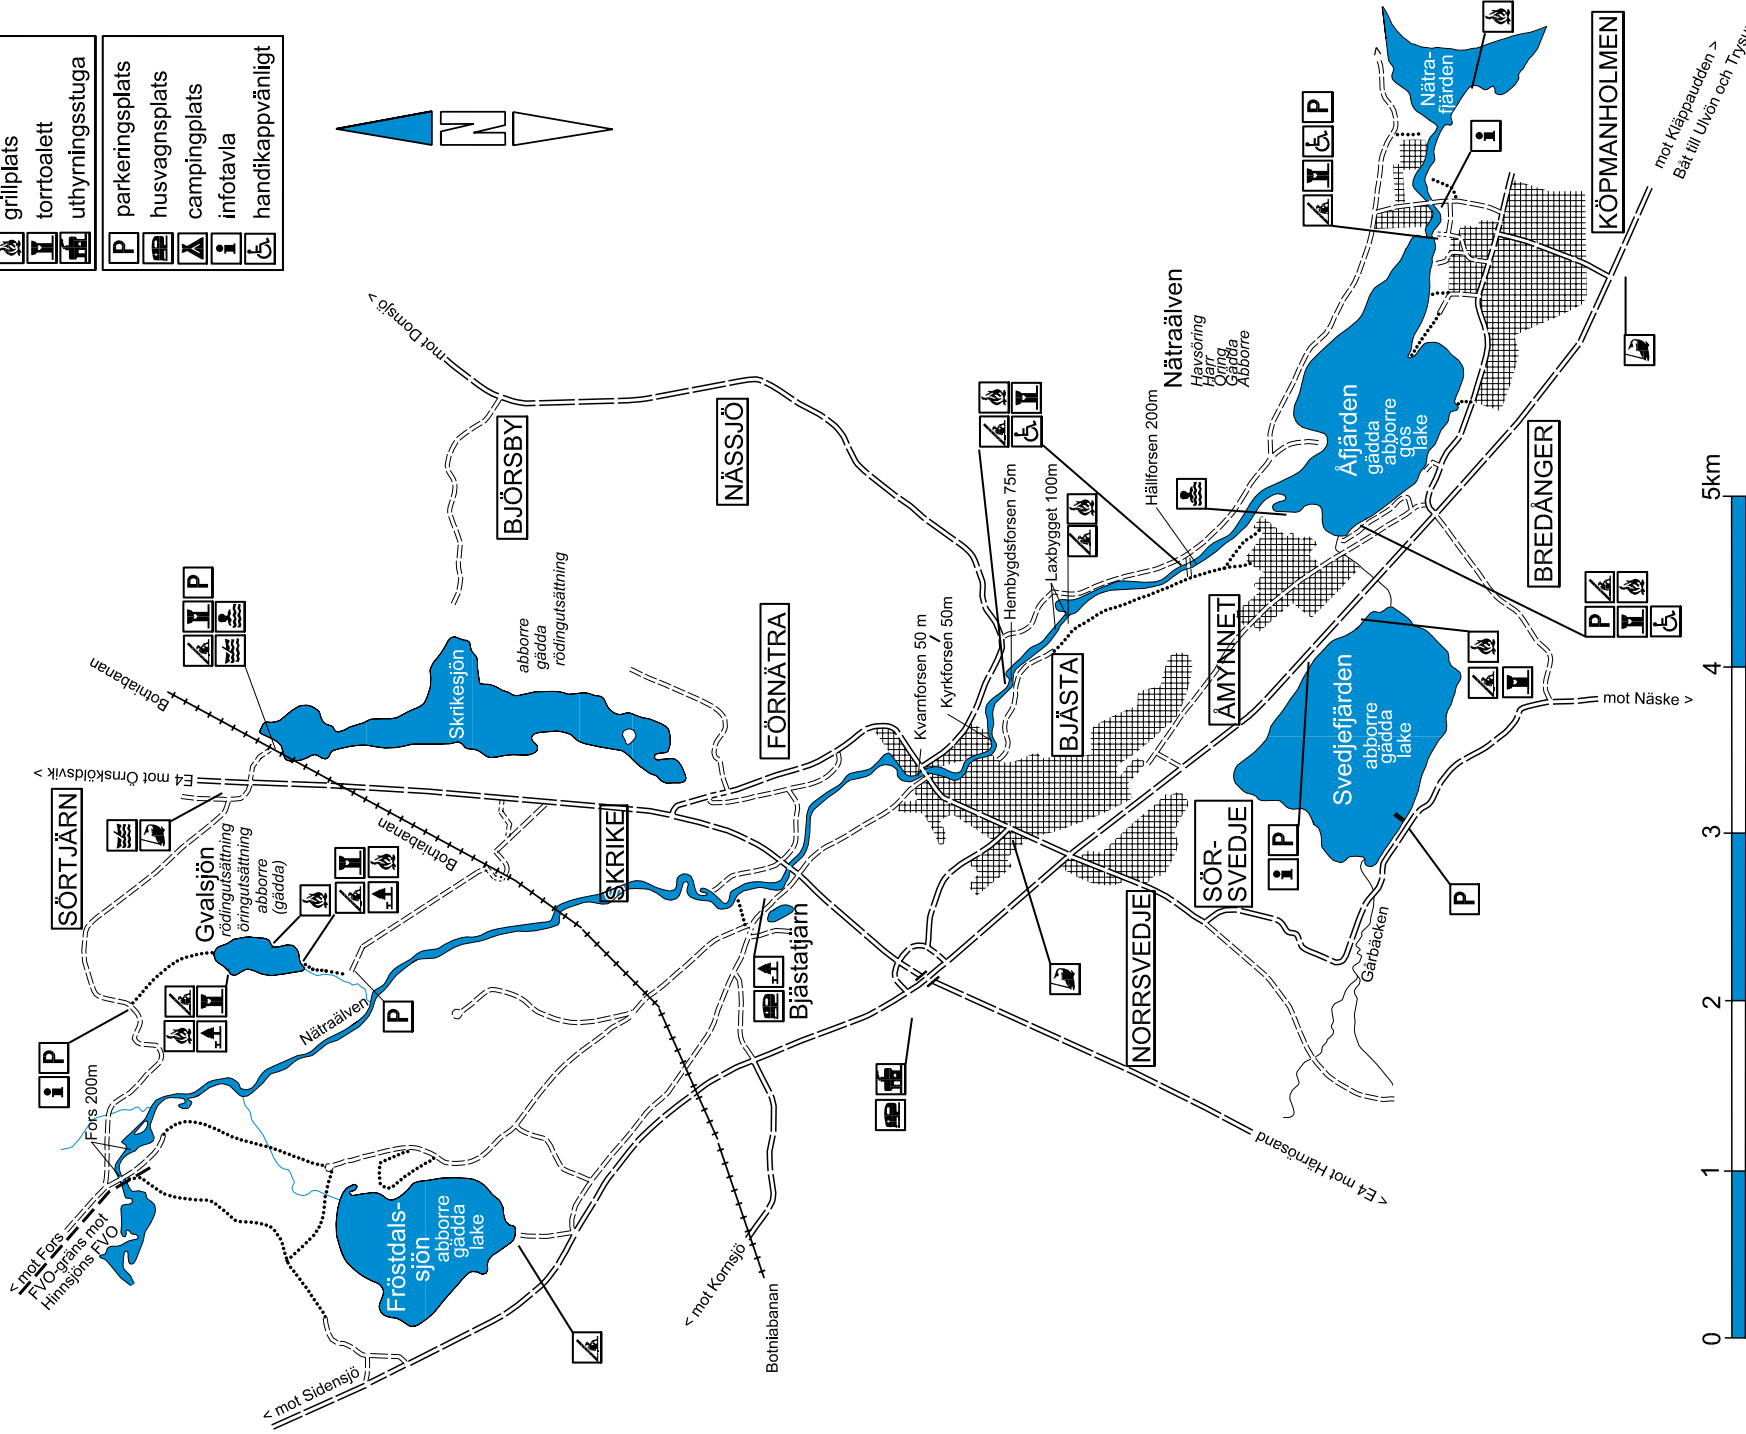 grillplats
torrtoalett
uthyrningsstuga
P parkeringsplats
husvagnsplats
campingplats
i infotavla
handikappvänligt
N
< mot Fors
FVO-gräns mot
Hinnsjöns FVO
Fors 200m
i P
SÖRTJÄRN
Gvalsjön
rödingutsättning
öringutsättning
abborre
(gädda)
E4 mot Örnsköldsvik >
Botniabanan
P
Botniabanan
Nätraälven
P
Fröstdals-
sjön
abborre
gädda
lake
< mot Sidensjö
< mot Kornsjö
Botniabanan
SKRIKE
Bjästatjärn
Skrikesjön
abborre
gädda
rödingutsättning
BJÖRSBY
mot Domsjö >
NÄSSJÖ
FÖRNÄTRA
Kvarnforsen 50 m
Kyrkforsen 50m
Hembygdsforsen 75m
Laxbygget 100m
Hällforsen 200m
BJÄSTA
NORRSVEDJE
< E4 mot Härnösand
SÖR-
SVEDJE
i P
ÅMYNNET
Svedjefjärden
abborre
gädda
lake
Gårbäcken
P
mot Näske >
Nätraälven
Havsöring
Harr
Öring
Gädda
Abborre
Åfjärden
gädda
abborre
gös
lake
BREDÅNGER
P
P
i
Nätra-
fjärden
>
KÖPMANHOLMEN
mot Kläppaudden >
Båt till Ulvön och
0 1 2 3 4 5km